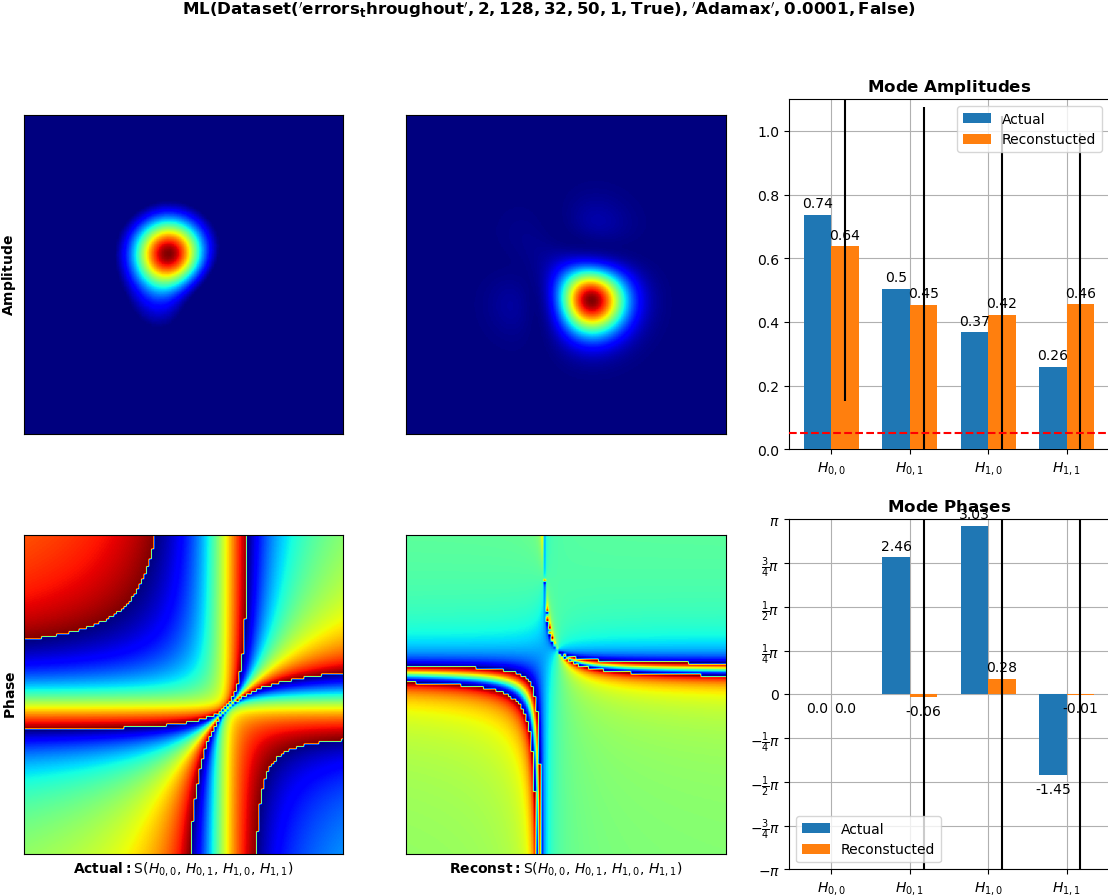 ML(Dataset('errors_throughout', 2, 128, 32, 50, 1, True), 'Adamax', 0.0001, False)
Mode Amplitudes
Actual
Reconstucted
1.0
0.8
0.6
0.4
0.2
0.0
0.74
0.64
0.5
0.45
0.37
0.42
0.26
0.46
H0,0
H0,1
H1,0
H1,1
Amplitude
Mode Phases
π
3/4π
1/2π
1/4π
0
−1/4π
−1/2π
−3/4π
−π
0.0
0.0
2.46
-0.06
3.03
0.28
-1.45
-0.01
Actual
Reconstucted
H0,0
H0,1
H1,0
H1,1
Phase
Actual: S(H0,0, H0,1, H1,0, H1,1)
Reconst: S(H0,0, H0,1, H1,0, H1,1)